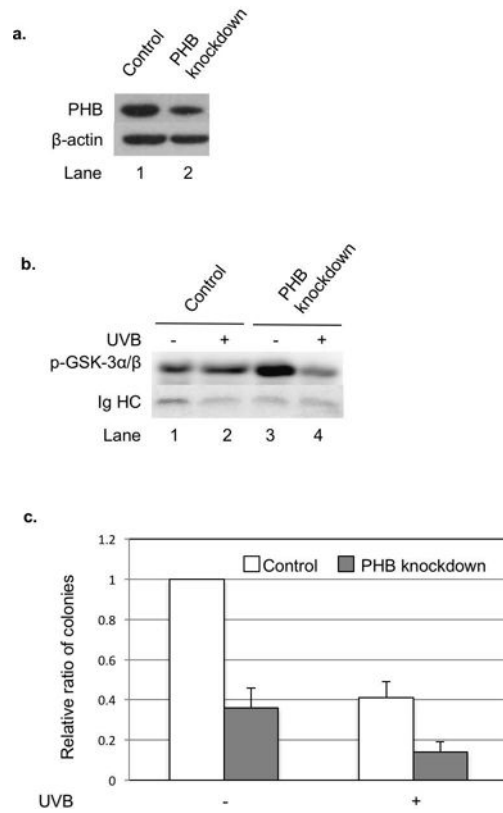 a.
Control
PHB
knockdown
PHB
β-actin
Lane 1 2
b.
Control
PHB
knockdown
UVB - + - +
p-GSK-3α/β
Ig HC
Lane 1 2 3 4
c.
1.2
Control PHB knockdown
1
0.8
0.6
0.4
0.2
0
Relative ratio of colonies
UVB - +